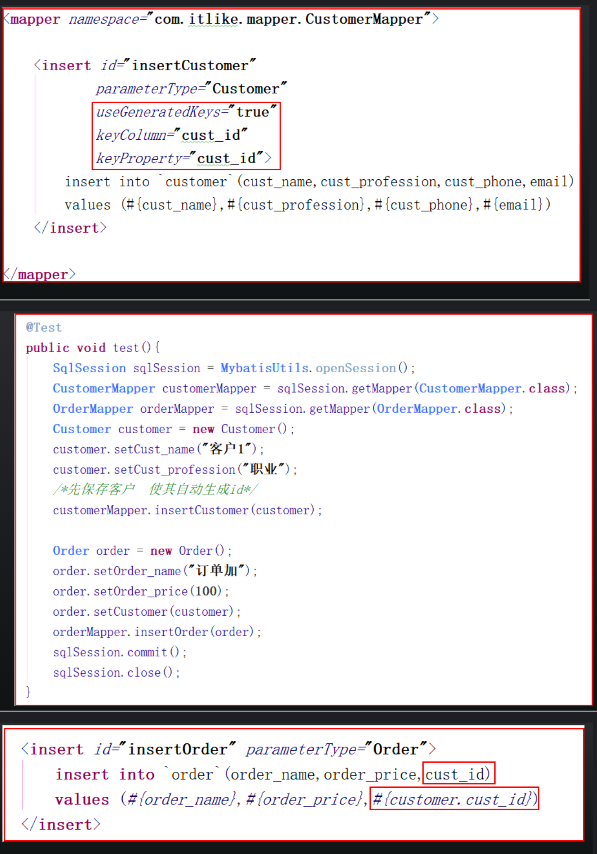 <mapper namespace="com.itlike.mapper.CustomerMapper">
<insert id="insertCustomer"
parameterType="Customer"
useGeneratedKeys="true"
keyColumn="cust_id"
keyProperty="cust_id">
insert into `customer`(cust_name,cust_profession,cust_phone,email)
values (#{cust_name},#{cust_profession},#{cust_phone},#{email})
</insert>
</mapper>
@Test
public void test(){
SqlSession sqlSession = MybatisUtils.openSession();
CustomerMapper customerMapper = sqlSession.getMapper(CustomerMapper.class);
OrderMapper orderMapper = sqlSession.getMapper(OrderMapper.class);
Customer customer = new Customer();
customer.setCust_name("客户1");
customer.setCust_profession("职业");
/*先保存客户 使其自动生成id*/
customerMapper.insertCustomer(customer);
Order order = new Order();
order.setOrder_name("订单加");
order.setOrder_price(100);
order.setCustomer(customer);
orderMapper.insertOrder(order);
sqlSession.commit();
sqlSession.close();
}
<insert id="insertOrder" parameterType="Order">
insert into `order`(order_name,order_price,cust_id)
values (#{order_name},#{order_price},#{customer.cust_id})
</insert>